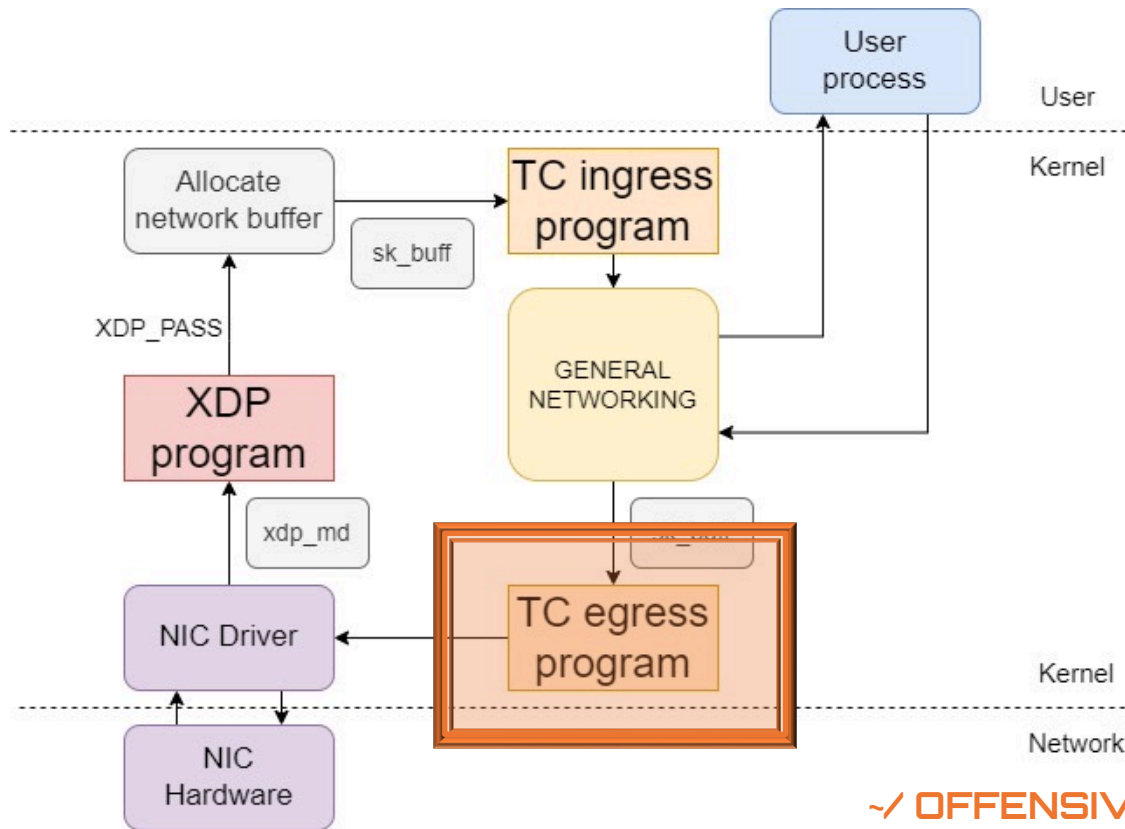 User
process
User
Kernel
Allocate
network buffer
TC ingress
program
sk_buff
XDP_PASS
GENERAL
NETWORKING
XDP
program
xdp_md
TC egress
program
NIC Driver
Kernel
Network
NIC
Hardware
~/ OFFENSIV